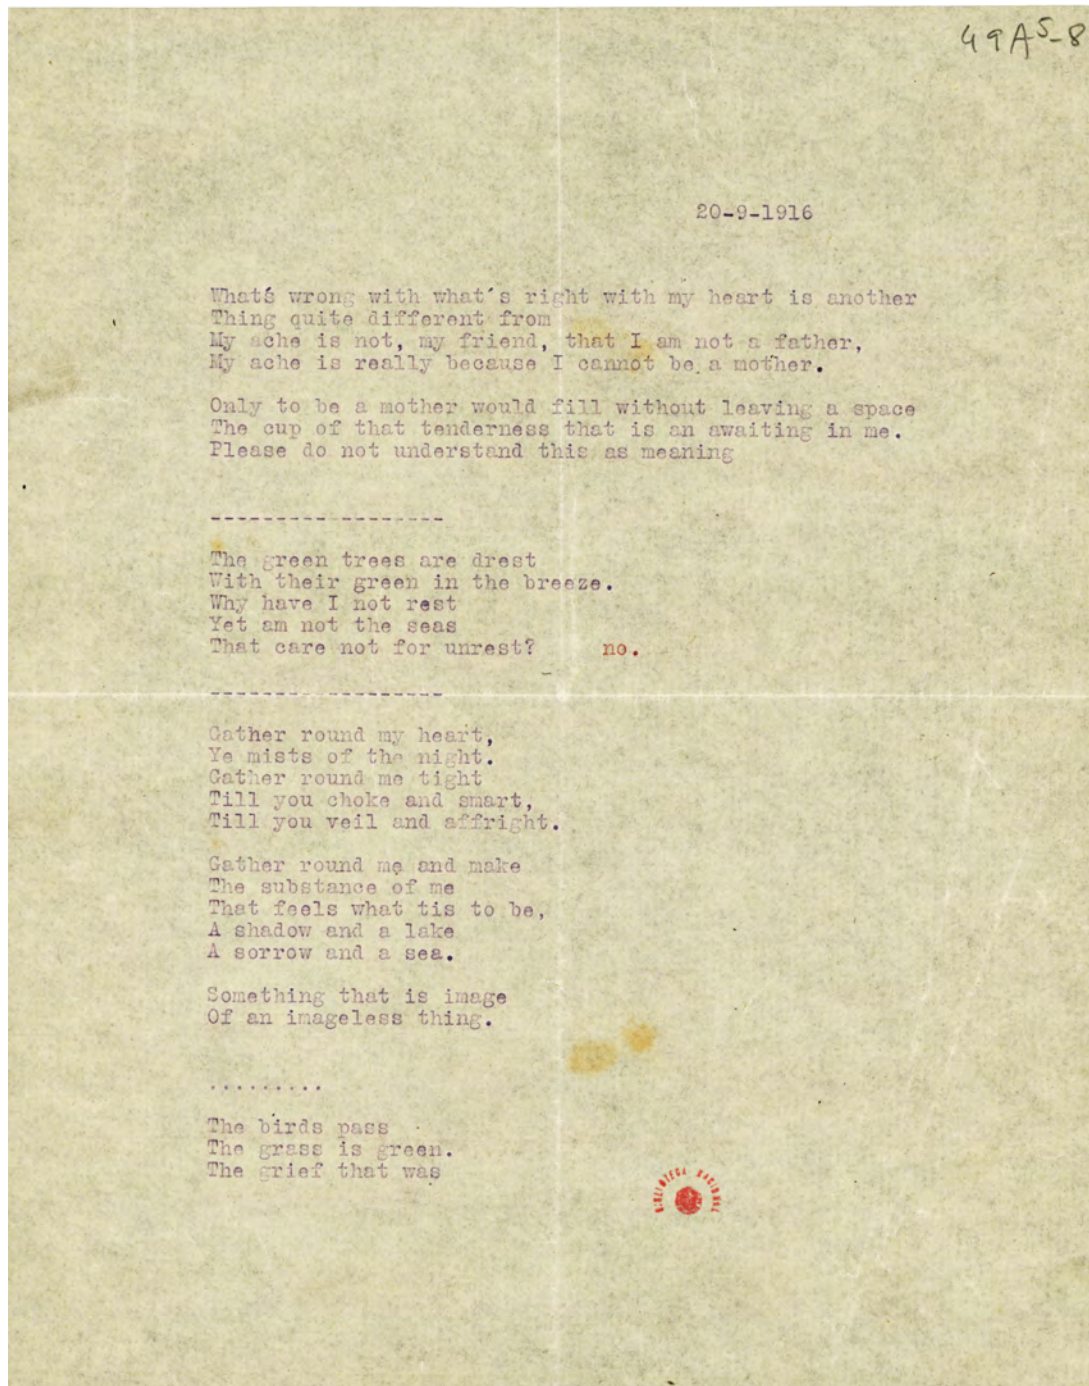 49A5-8
20-9-1916
What´s wrong with what´s right with my heart is another
Thing quite different from
My ache is not, my friend, that I am not a father,
My ache is really because I cannot be a mother.
Only to be a mother would fill without leaving a space
The cup of that tenderness that is an awaiting in me.
Please do not understand this as meaning
------------------
The green trees are drest
With their green in the breeze.
Why have I not rest
Yet am not the seas
That care not for unrest? no.
------------------
Gather round my heart,
Ye mists of the night.
Gather round me tight
Till you choke and smart,
Till you veil and affright.
Gather round me and make
The substance of me
That feels what tis to be,
A shadow and a lake
A sorrow and a sea.
Something that is image
Of an imageless thing.
.........
The birds pass
The grass is green.
The grief that was
BIBLIOTECA NACIONAL